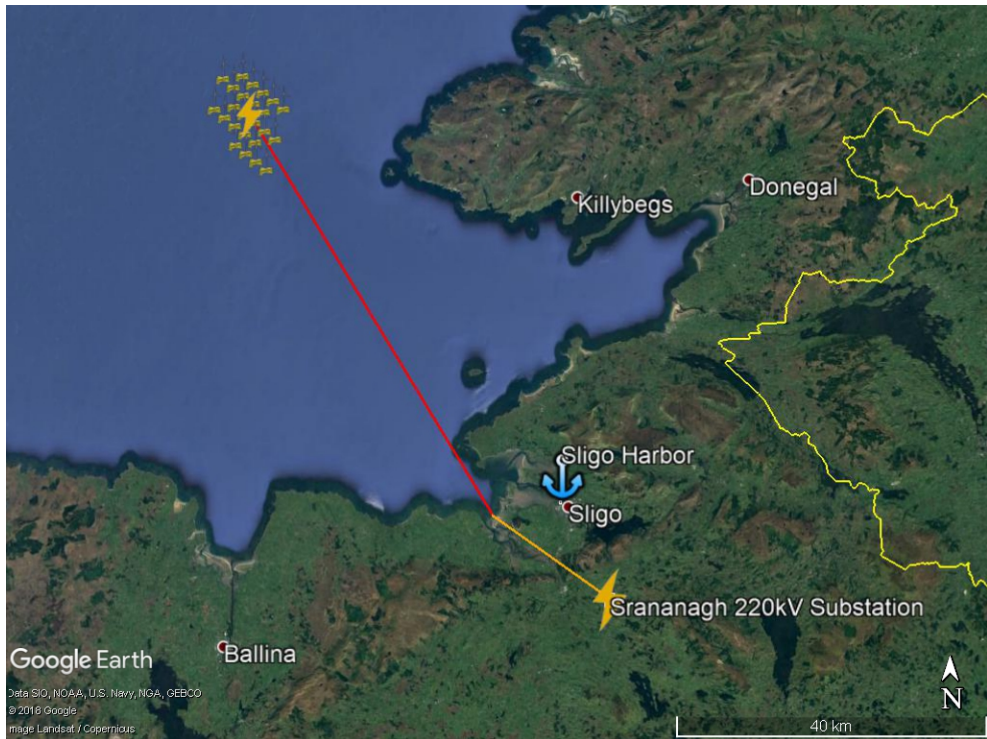 Donegal
Killybegs
Sligo Harbor
Sligo
Srananagh 220kV Substation
Ballina
Google Earth
Data SIO, NOAA, U.S. Navy, NGA, GEBCO
© 2018 Google
Image Landsat / Copernicus
N
40 km